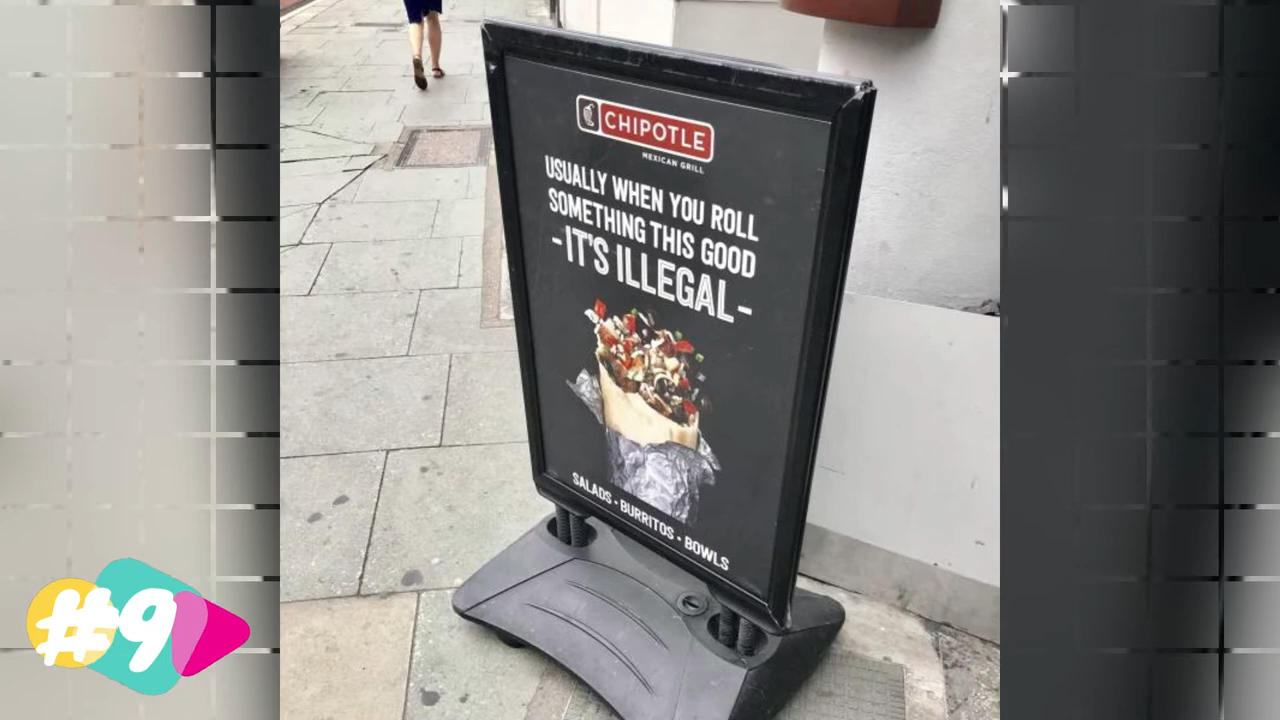 CHIPOTLE
MEXICAN GRILL
USUALLY WHEN YOU ROLL
SOMETHING THIS GOOD
-IT'S ILLEGAL-
SALADS • BURRITOS • BOWLS
#9